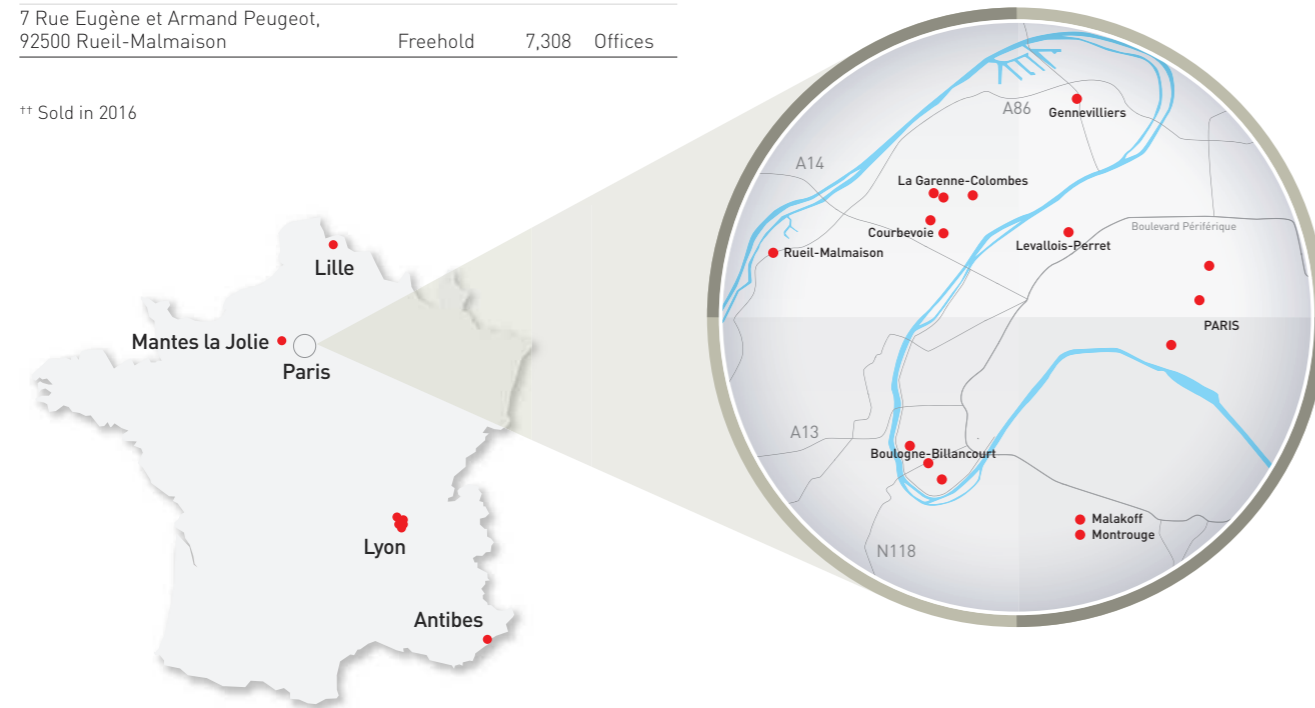 7 Rue Eugène et Armand Peugeot,
92500 Rueil-Malmaison Freehold 7,308 Offices
†† Sold in 2016
Lille
Mantes la Jolie
Paris
Lyon
Antibes
A86
Gennevilliers
A14
La Garenne-Colombes
Courbevoie
Levallois-Perret
Boulevard Périférique
Rueil-Malmaison
PARIS
A13
Boulogne-Billancourt
Malakoff
Montrouge
N118